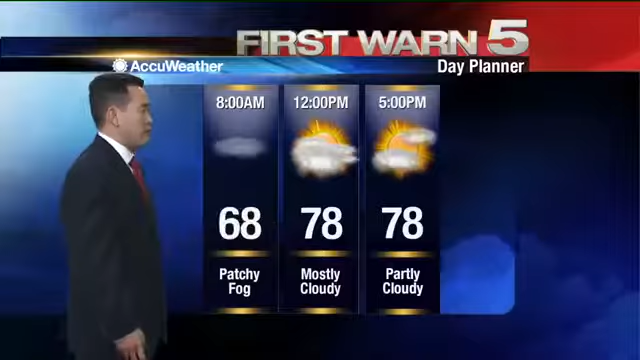 FIRST WARN 5
AccuWeather
Day Planner
8:00AM 12:00PM 5:00PM
68 78 78
Patchy Mostly Partly
Fog Cloudy Cloudy